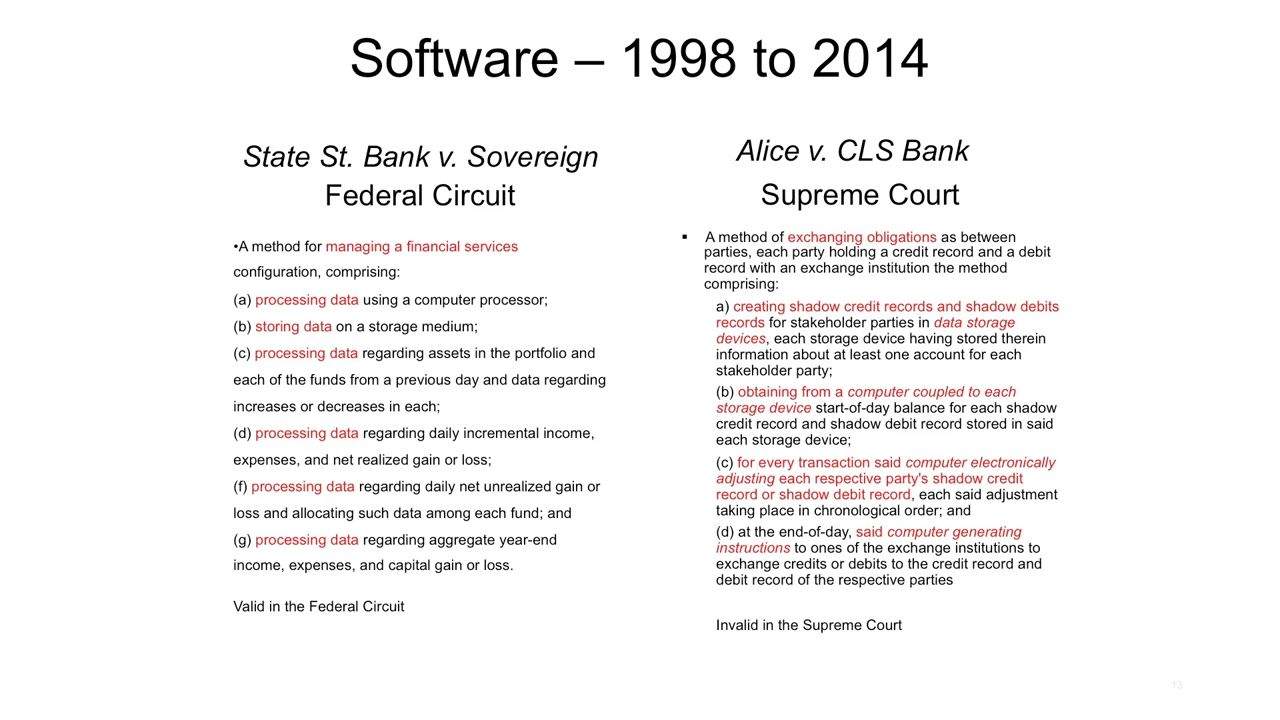 Software – 1998 to 2014
State St. Bank v. Sovereign
Federal Circuit
•A method for managing a financial services
configuration, comprising:
(a) processing data using a computer processor;
(b) storing data on a storage medium;
(c) processing data regarding assets in the portfolio and
each of the funds from a previous day and data regarding
increases or decreases in each;
(d) processing data regarding daily incremental income,
expenses, and net realized gain or loss;
(f) processing data regarding daily net unrealized gain or
loss and allocating such data among each fund; and
(g) processing data regarding aggregate year-end
income, expenses, and capital gain or loss.
Valid in the Federal Circuit
Alice v. CLS Bank
Supreme Court
▪ A method of exchanging obligations as between
parties, each party holding a credit record and a debit
record with an exchange institution the method
comprising:
a) creating shadow credit records and shadow debits
records for stakeholder parties in data storage
devices, each storage device having stored therein
information about at least one account for each
stakeholder party;
(b) obtaining from a computer coupled to each
storage device start-of-day balance for each shadow
credit record and shadow debit record stored in said
each storage device;
(c) for every transaction said computer electronically
adjusting each respective party's shadow credit
record or shadow debit record, each said adjustment
taking place in chronological order; and
(d) at the end-of-day, said computer generating
instructions to ones of the exchange institutions to
exchange credits or debits to the credit record and
debit record of the respective parties
Invalid in the Supreme Court
13